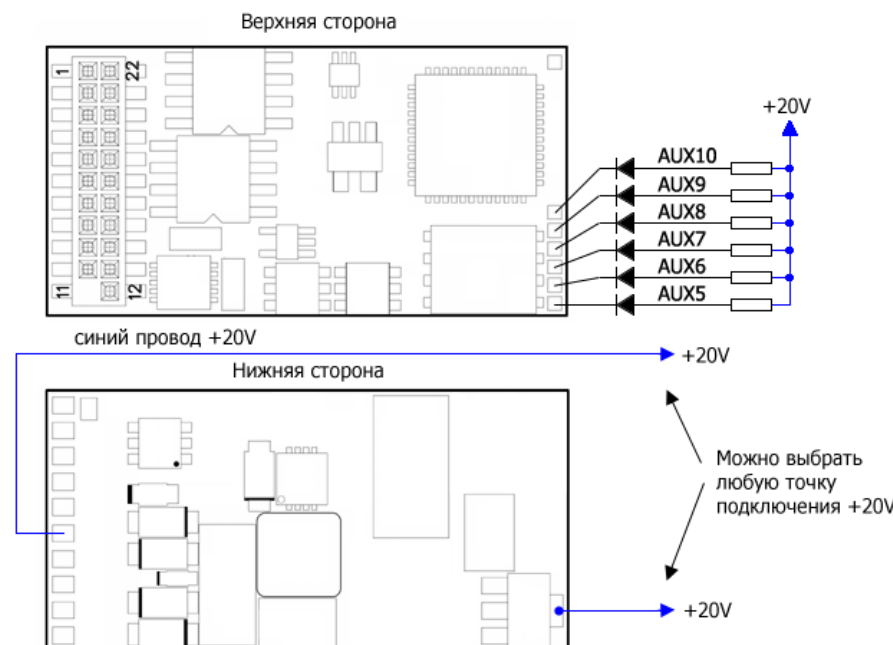 Верхняя сторона
1
22
11
12
+20V
AUX10
AUX9
AUX8
AUX7
AUX6
AUX5
синий провод +20V
+20V
Нижняя сторона
Можно выбрать
любую точку
подключения +20V
+20V